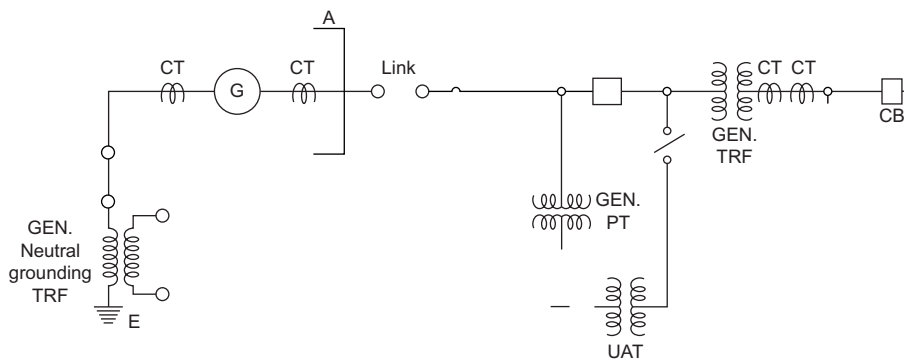 A
CT
G
CT
Link
CT CT
CB
GEN.
TRF
GEN.
PT
GEN.
Neutral
grounding
TRF
E
UAT